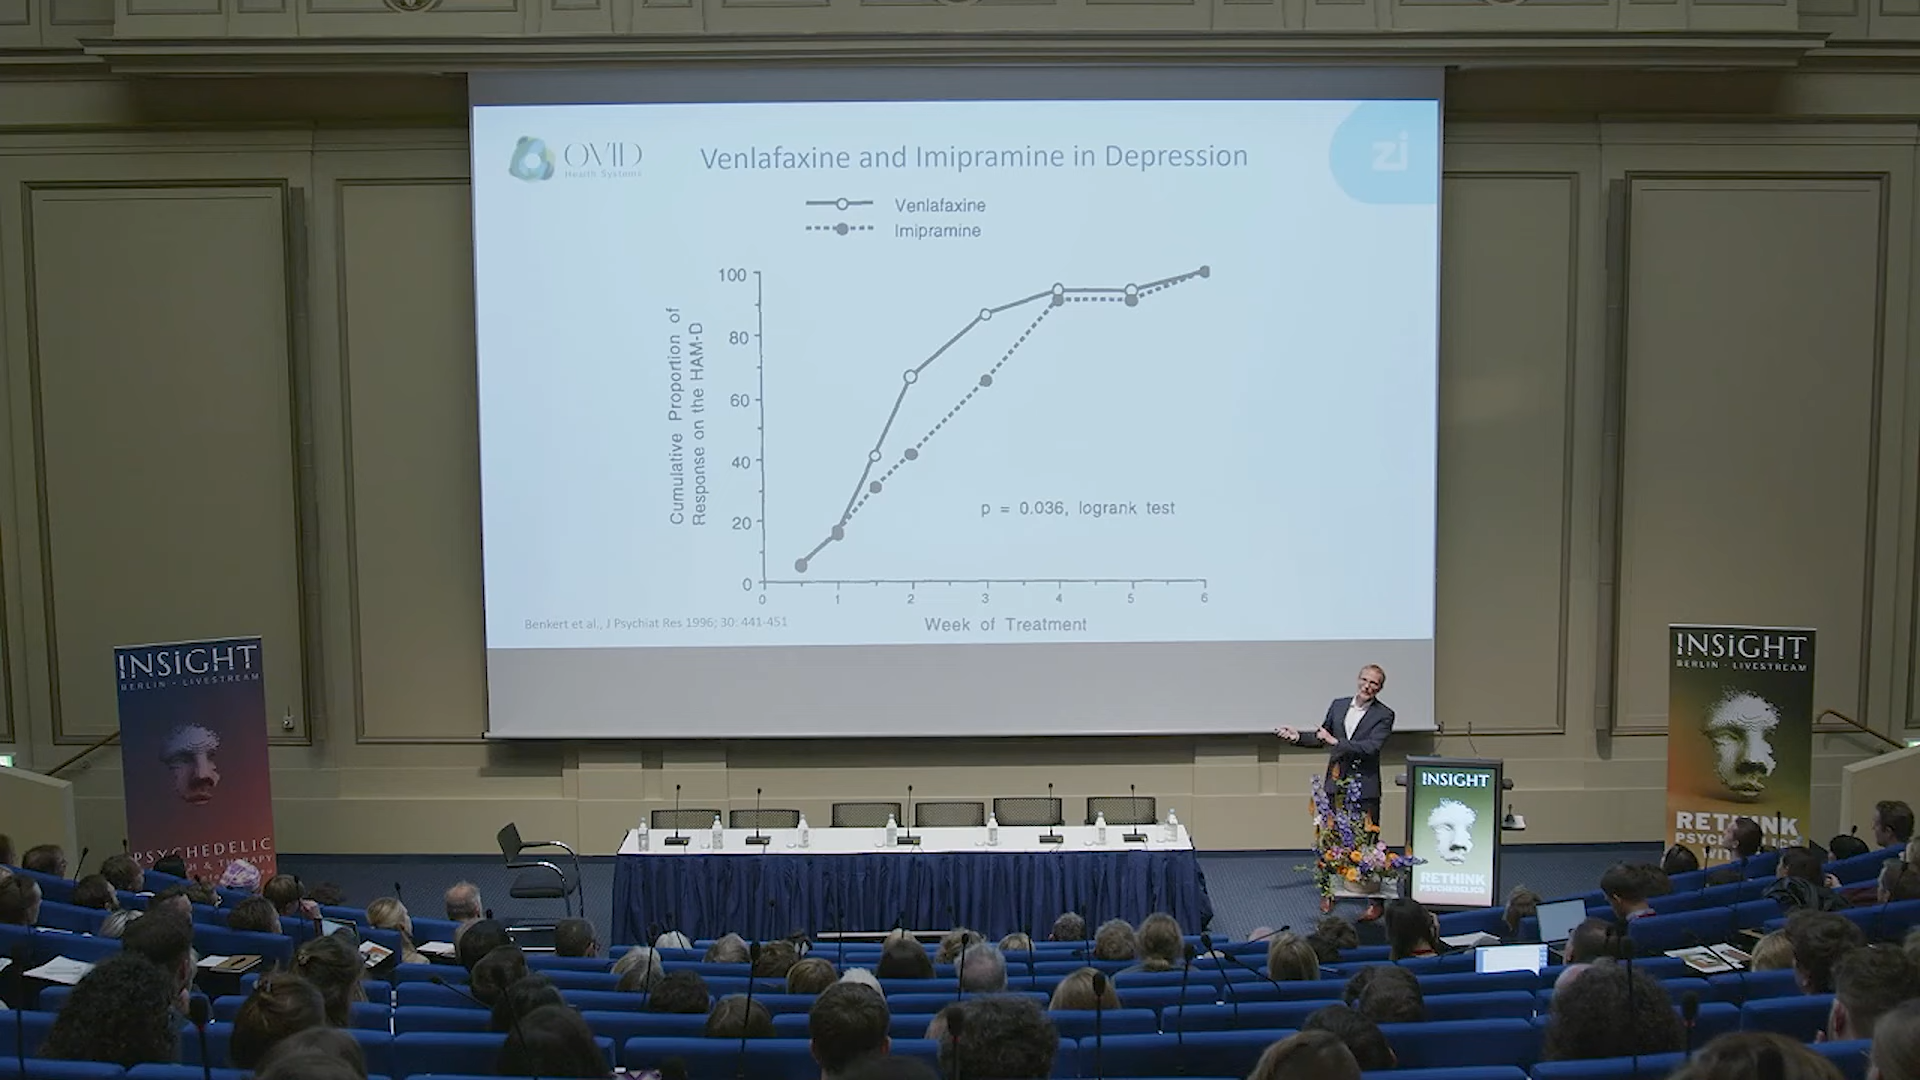 OVID
Health Systems
Venlafaxine and Imipramine in Depression
zi
Venlafaxine
Imipramine
Cumulative Proportion of
Response on the HAM-D
100
80
60
40
20
0
p = 0.036, logrank test
0 1 2 3 4 5 6
Week of Treatment
Benkert et al., J Psychiat Res 1996; 30: 441-451
INSiGHT
BERLIN · LIVESTREAM
PSYCHEDELIC
& THERAPY
INSiGHT
RETHINK
PSYCHEDELICS
INSiGHT
BERLIN · LIVESTREAM
RETHINK